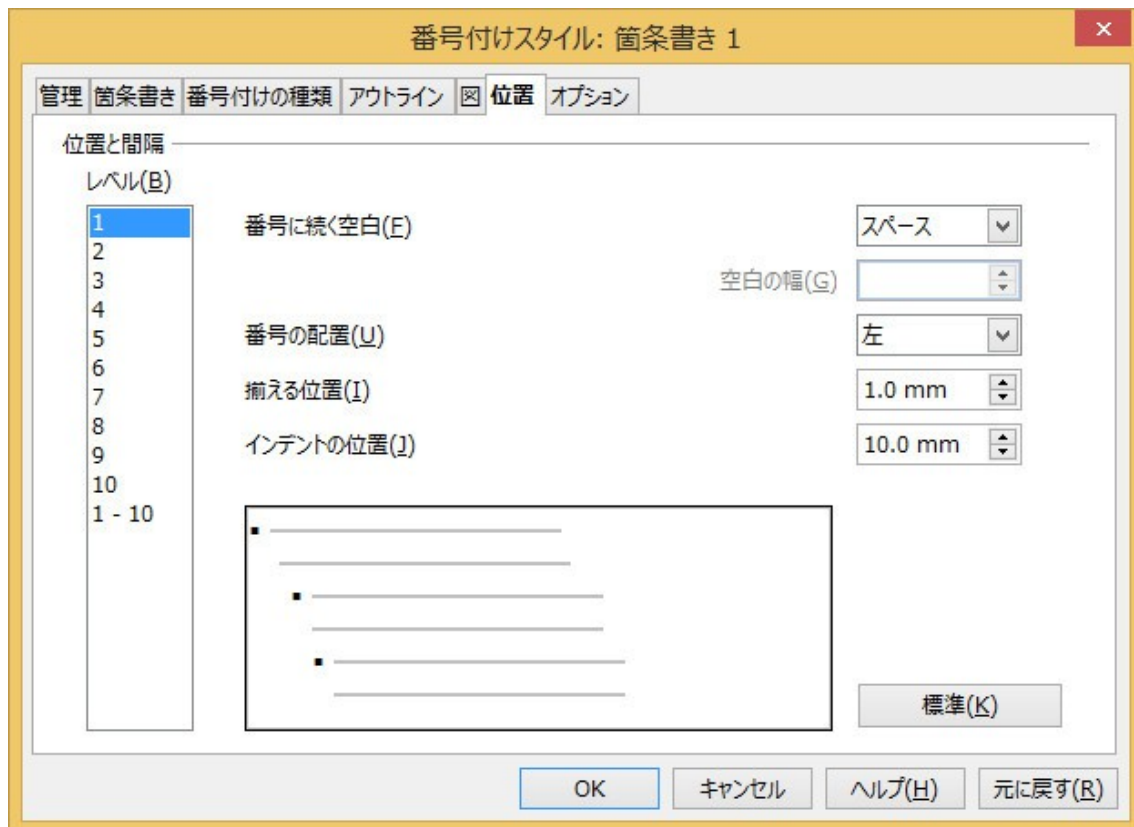 番号付けスタイル: 箇条書き 1
管理 箇条書き 番号付けの種類 アウトライン 図 位置 オプション
位置と間隔
レベル(B)
1
2
3
4
5
6
7
8
9
10
1 - 10
番号に続く空白(F) スペース
空白の幅(G)
番号の配置(U) 左
揃える位置(I) 1.0 mm
インデントの位置(J) 10.0 mm
標準(K)
OK キャンセル ヘルプ(H) 元に戻す(R)